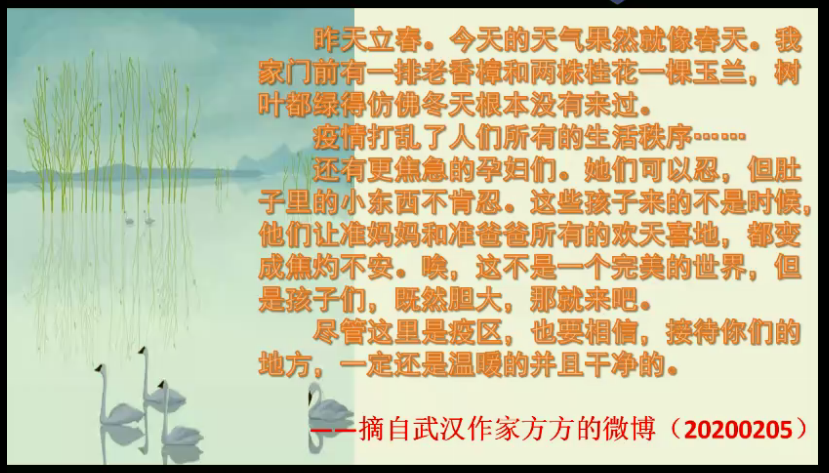 昨天立春。今天的天气果然就像春天。我
家门前有一排老香樟和两株桂花一棵玉兰，树
叶都绿得仿佛冬天根本没有来过。
疫情打乱了人们所有的生活秩序……
还有更焦急的孕妇们。她们可以忍，但肚
子里的小东西不肯忍。这些孩子来的不是时候，
他们让准妈妈和准爸爸所有的欢天喜地，都变
成焦灼不安。唉，这不是一个完美的世界，但
是孩子们，既然胆大，那就来吧。
尽管这里是疫区，也要相信，接待你们的
地方，一定还是温暖的并且干净的。
——摘自武汉作家方方的微博（20200205）